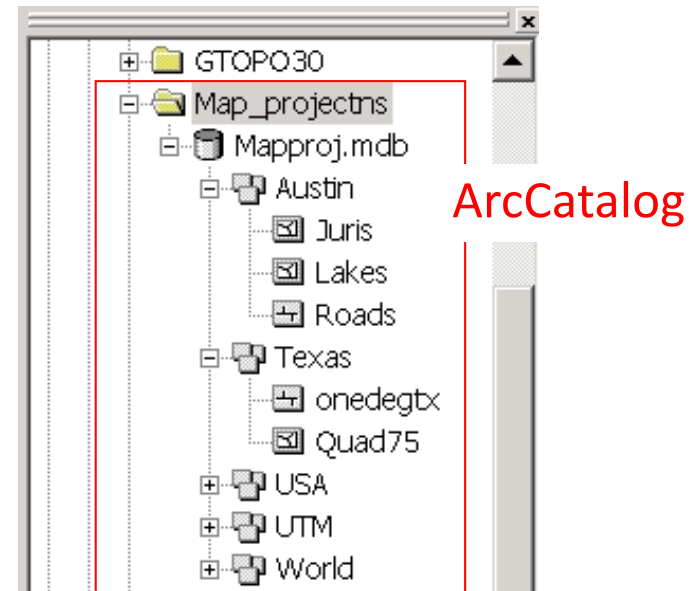 GTOPO30
Map_projectns
Mapproj.mdb
Austin
ArcCatalog
Juris
Lakes
Roads
Texas
onedegtx
Quad75
USA
UTM
World